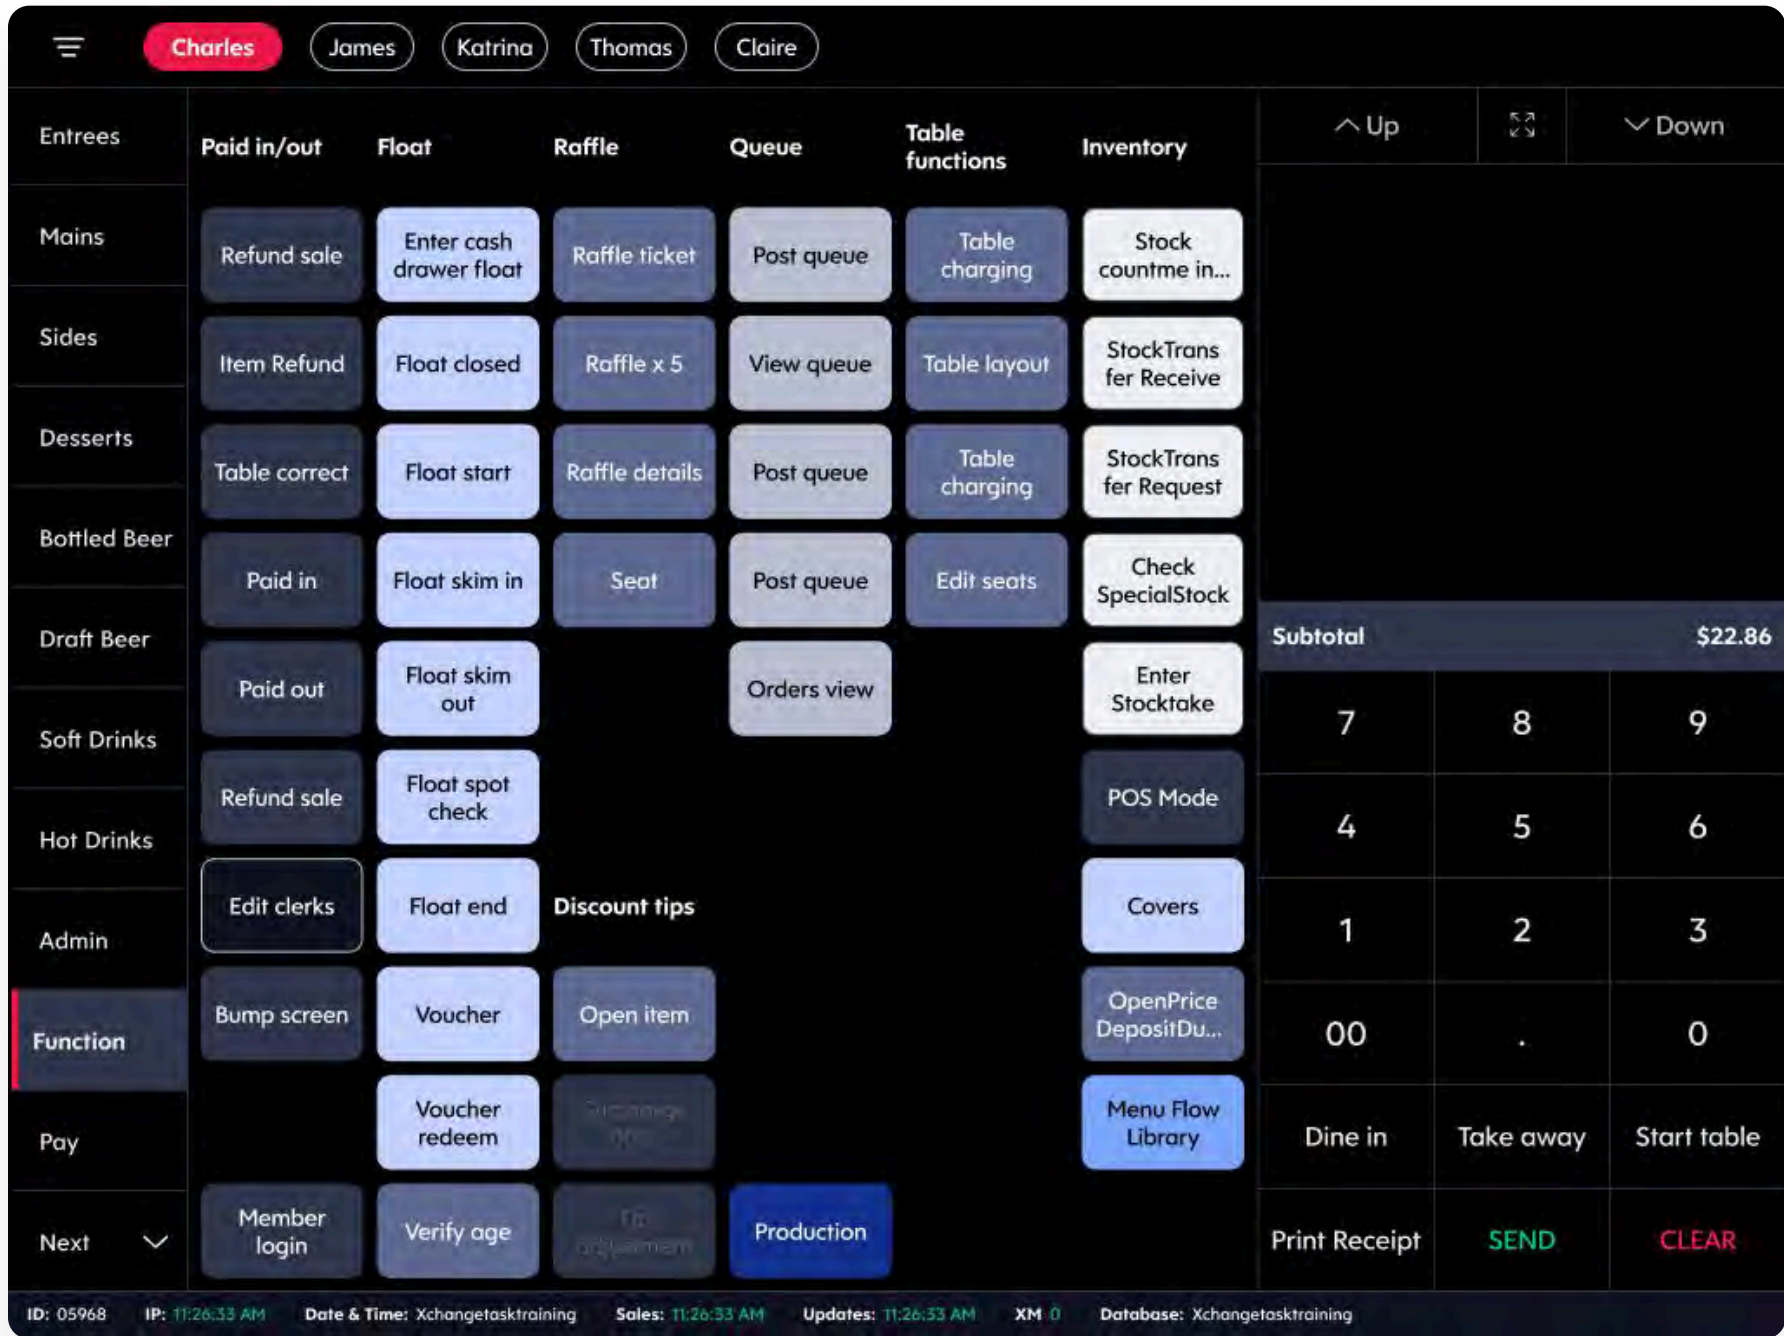 Charles
James
Katrina
Thomas
Claire
Entrees
Mains
Sides
Desserts
Bottled Beer
Draft Beer
Soft Drinks
Hot Drinks
Admin
Function
Pay
Next
Paid in/out
Refund sale
Item Refund
Table correct
Paid in
Paid out
Refund sale
Edit clerks
Bump screen
Member
login
Float
Enter cash
drawer float
Float closed
Float start
Float skim in
Float skim
out
Float spot
check
Float end
Voucher
Voucher
redeem
Verify age
Raffle
Raffle ticket
Raffle x 5
Raffle details
Seat
Discount tips
Open item
Queue
Post queue
View queue
Post queue
Post queue
Orders view
Production
Table
functions
Table
charging
Table layout
Table
charging
Edit seats
Inventory
Stock
countme in...
StockTrans
fer Receive
StockTrans
fer Request
Check
SpecialStock
Enter
Stocktake
POS Mode
Covers
OpenPrice
DepositDu...
Menu Flow
Library
Up
Down
Subtotal $22.86
7 8 9
4 5 6
1 2 3
00 . 0
Dine in Take away Start table
Print Receipt SEND CLEAR
ID: 05968 IP: 11:26:33 AM Date & Time: Xchangetasktraining Sales: 11:26:33 AM Updates: 11:26:33 AM XM 0 Database: Xchangetasktraining